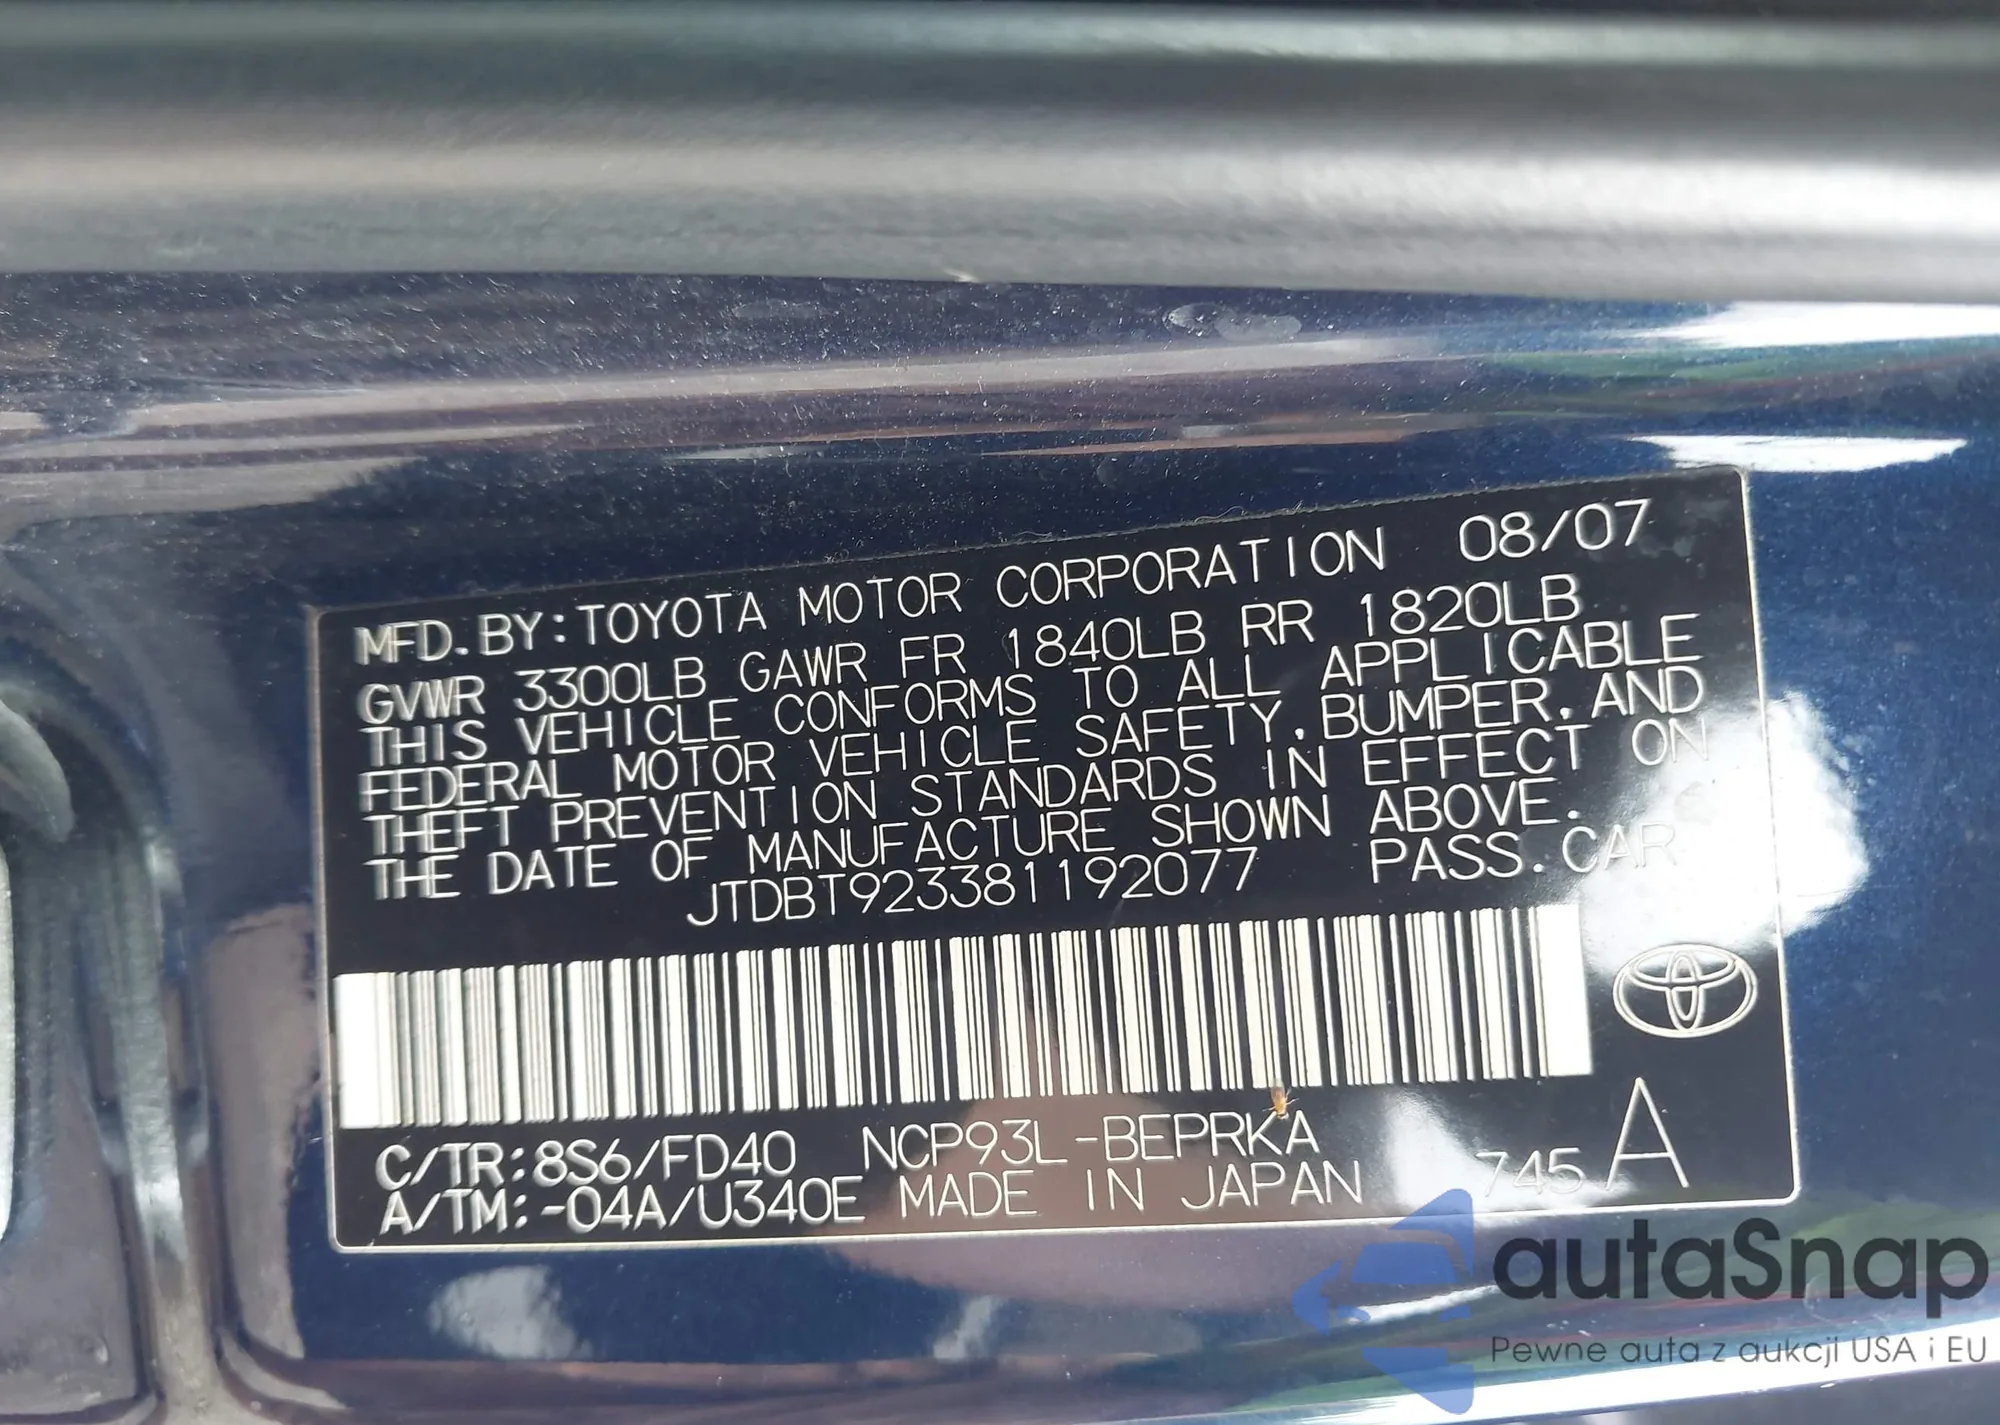 MFD. BY: TOYOTA MOTOR CORPORATION 08/07
GVWR 3300LB GAWR FR 1840LB RR 1820LB
THIS VEHICLE CONFORMS TO ALL APPLICABLE
FEDERAL MOTOR VEHICLE SAFETY, BUMPER, AND
THEFT PREVENTION STANDARDS IN EFFECT ON
THE DATE OF MANUFACTURE SHOWN ABOVE.
JTDBT923381192077 PASS. CAR
C/TR: 8S6/FD40 NCP93L-BEPRKA
A/TM: -04A/U340E MADE IN JAPAN 745 A
autaSnap
Pewne auta z aukcji USA i EU